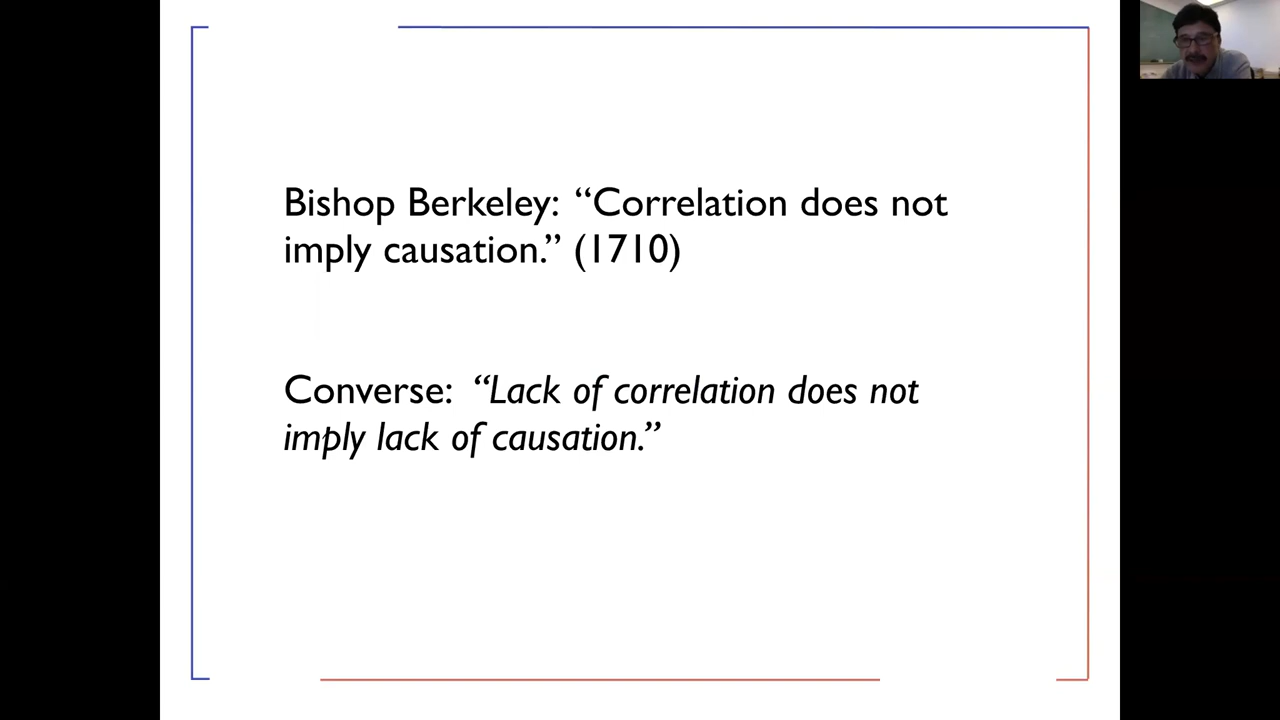 Bishop Berkeley: “Correlation does not
imply causation.” (1710)
Converse: “Lack of correlation does not
imply lack of causation.”